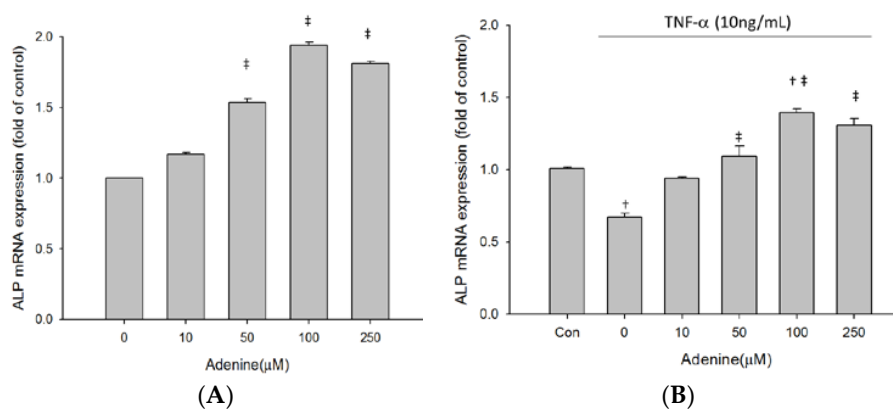 ALP mRNA expression (fold of control)
2.0
1.5
1.0
0.5
0.0
‡
‡
‡
0 10 50 100 250
Adenine(μM)
(A)
TNF-α (10ng/mL)
ALP mRNA expression (fold of control)
2.0
1.5
1.0
0.5
0.0
†
‡
† ‡
‡
Con 0 10 50 100 250
Adenine(μM)
(B)